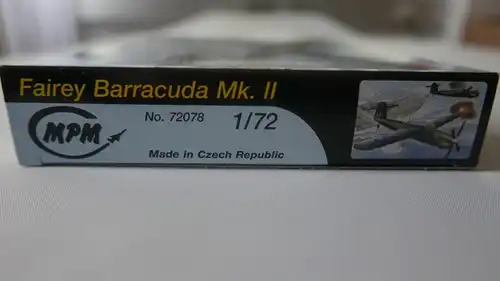 Fairey Barracuda Mk. II
MPM
No. 72078 1/72
Made in Czech Republic